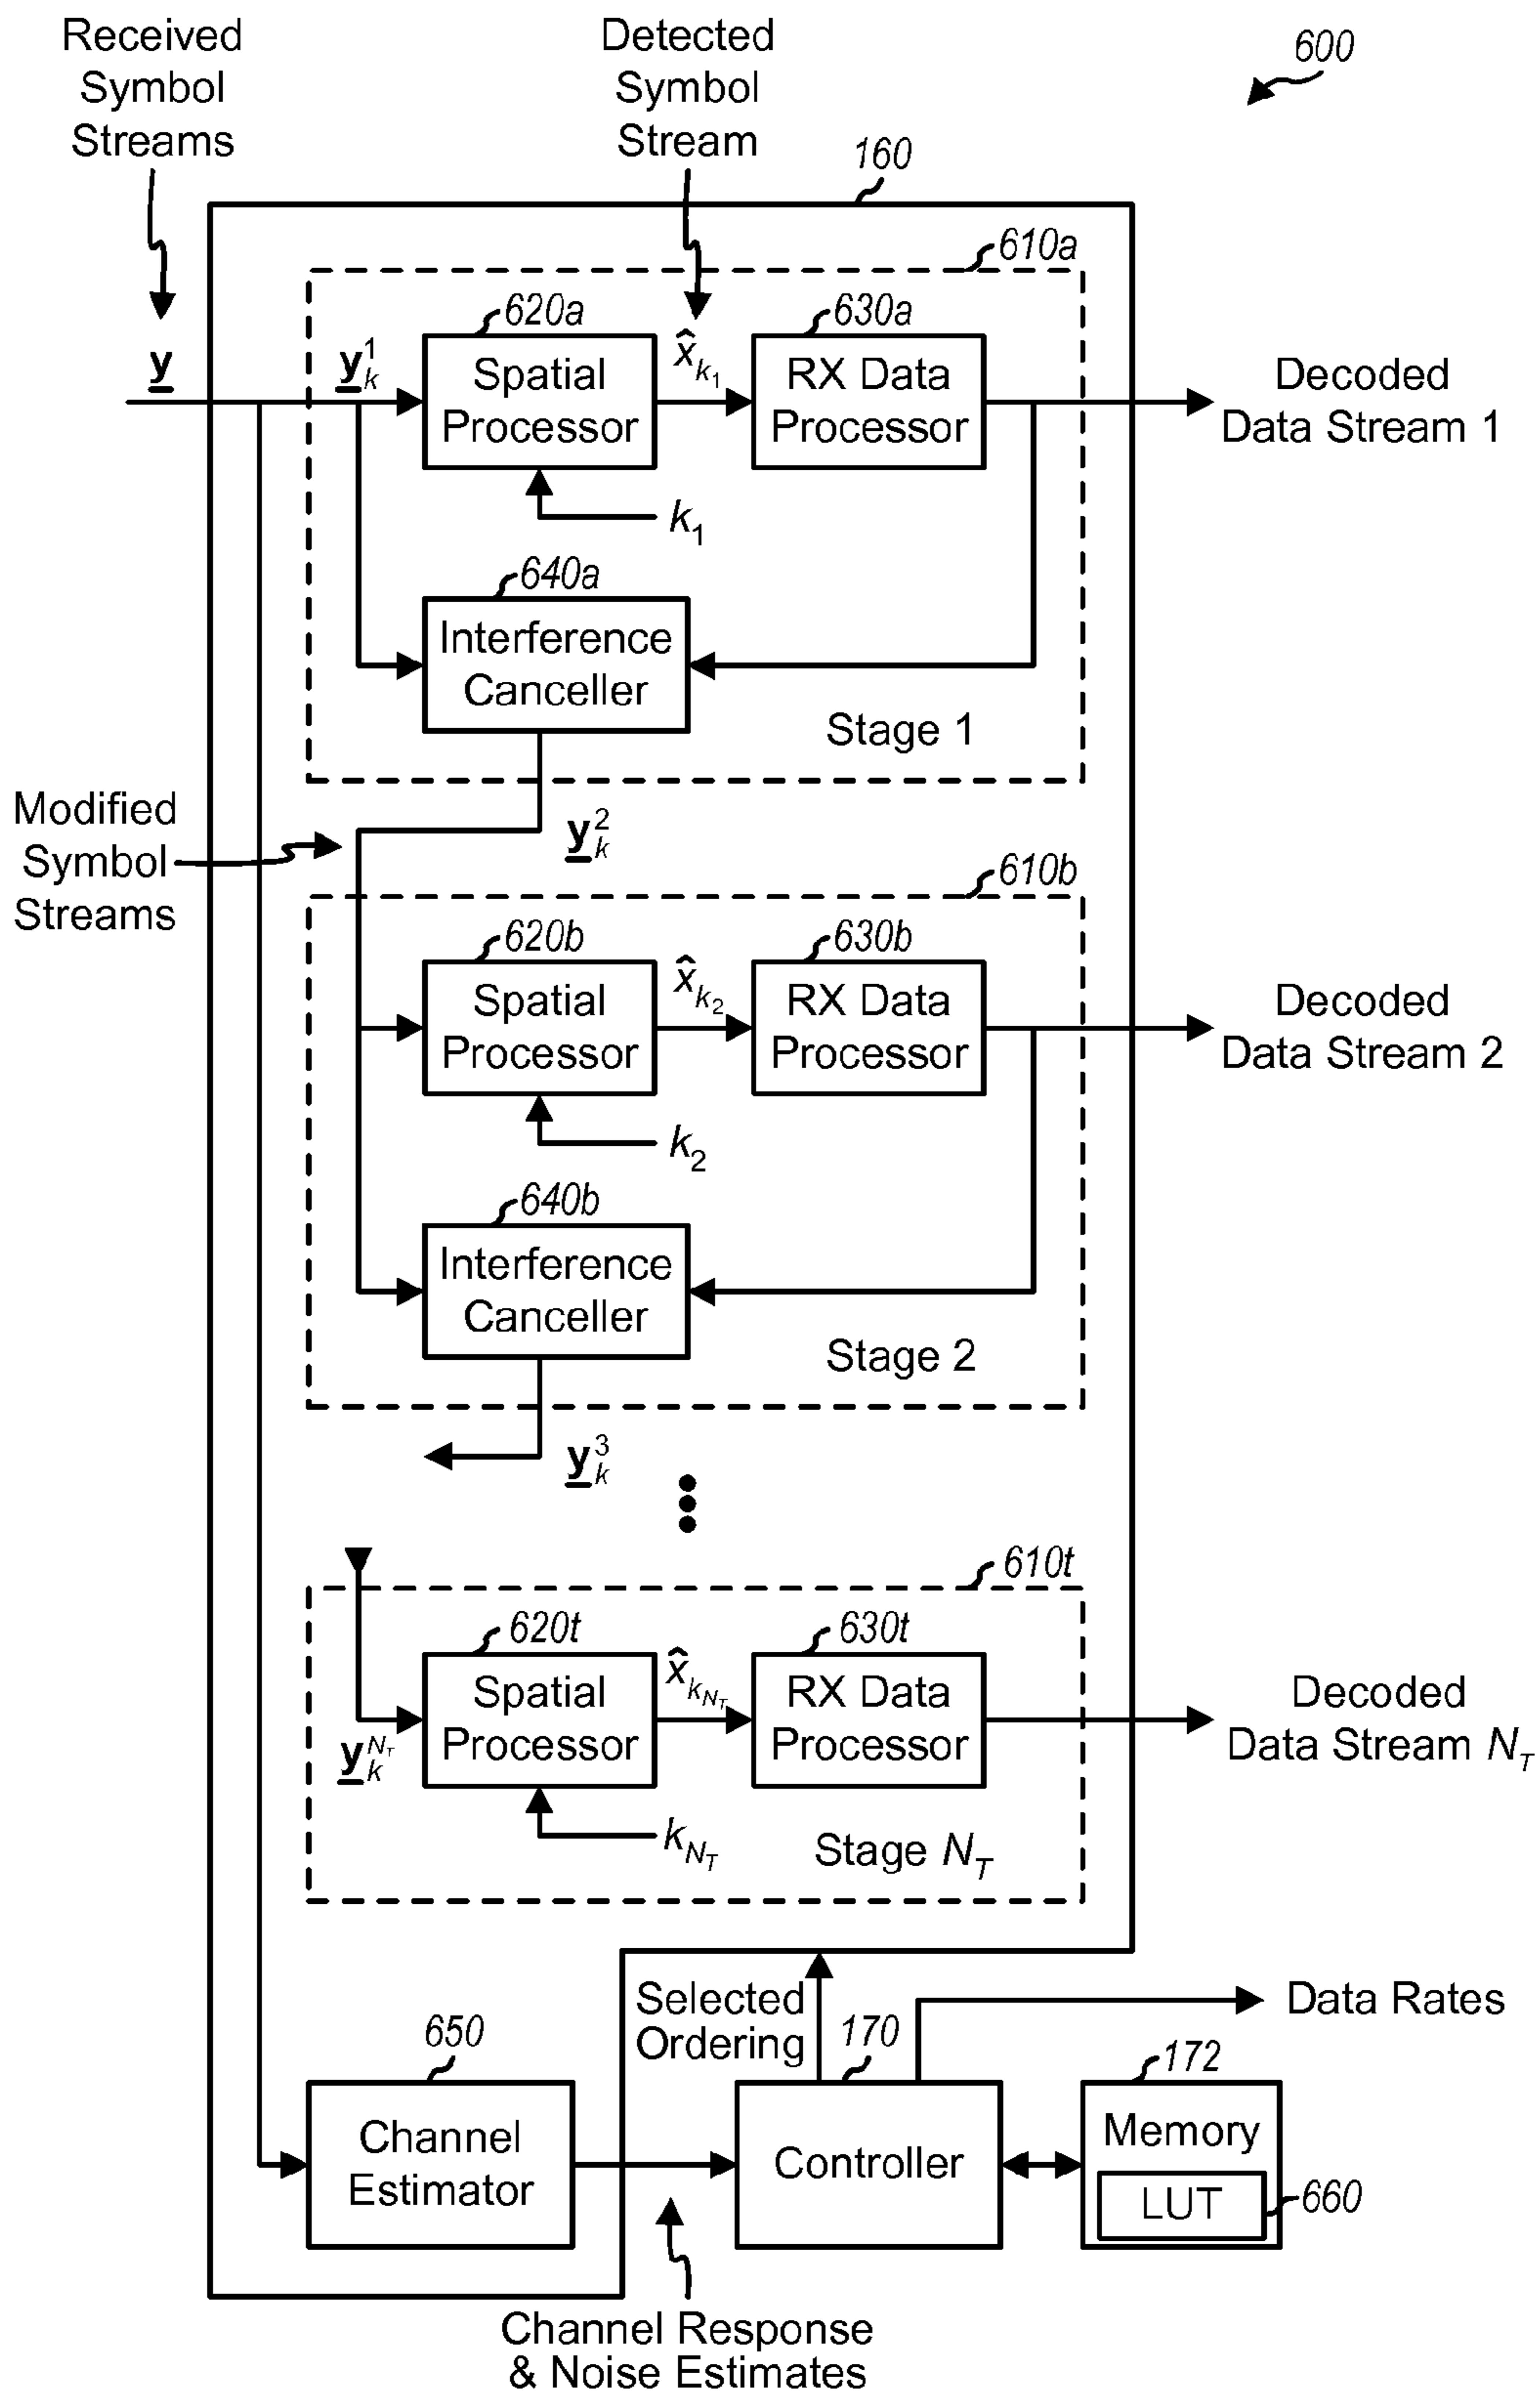 Received
Symbol
Streams
Detected
Symbol
Stream
600
160
610a
620a
630a
y
y_k^1
Spatial
Processor
x̂_{k_1}
RX Data
Processor
Decoded
Data Stream 1
k_1
640a
Interference
Canceller
Stage 1
Modified
Symbol
Streams
y_k^2
610b
620b
630b
Spatial
Processor
x̂_{k_2}
RX Data
Processor
Decoded
Data Stream 2
k_2
640b
Interference
Canceller
Stage 2
y_k^3
610t
620t
630t
y_k^{N_T}
Spatial
Processor
x̂_{k_{N_T}}
RX Data
Processor
Decoded
Data Stream N_T
k_{N_T}
Stage N_T
Selected
Ordering
Data Rates
650
170
172
Channel
Estimator
Controller
Memory
LUT
660
Channel Response
& Noise Estimates